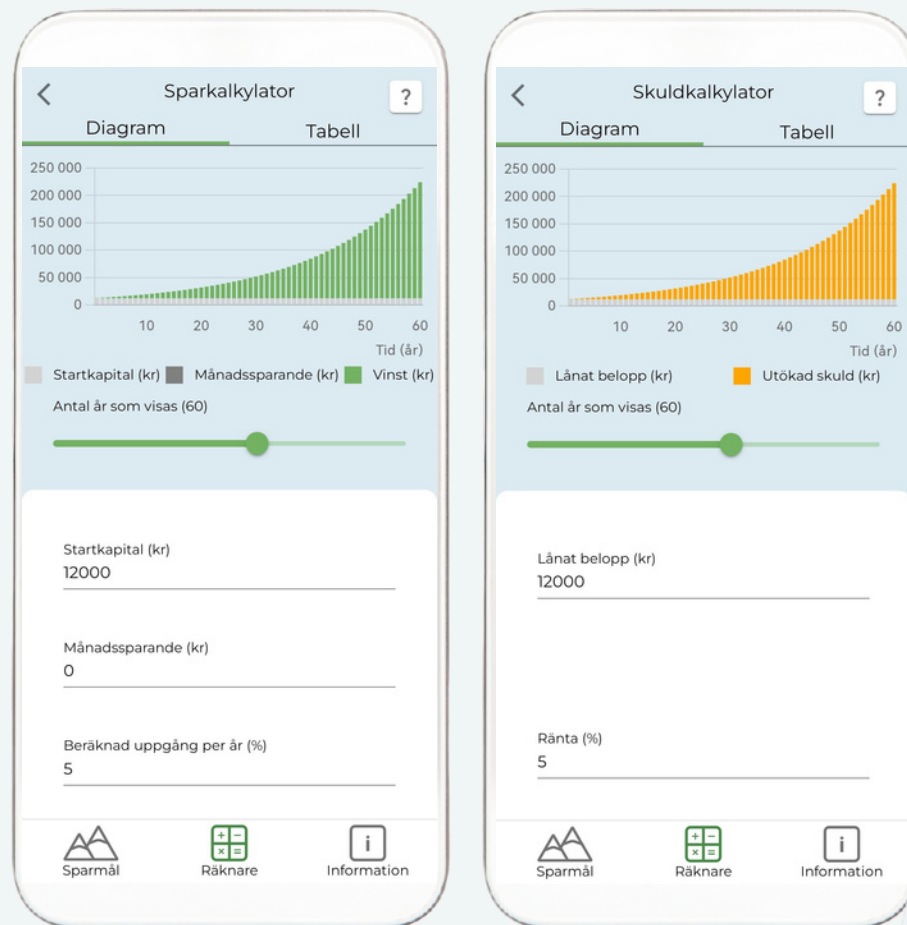 Sparkalkylator
?
Diagram
Tabell
250 000
200 000
150 000
100 000
50 000
0
10 20 30 40 50 60
Tid (år)
Startkapital (kr) Månadssparande (kr) Vinst (kr)
Antal år som visas (60)
Startkapital (kr)
12000
Månadssparande (kr)
0
Beräknad uppgång per år (%)
5
Sparmål
Räknare
i
Information
Skuldkalkylator
?
Diagram
Tabell
250 000
200 000
150 000
100 000
50 000
0
10 20 30 40 50 60
Tid (år)
Lånat belopp (kr) Utökad skuld (kr)
Antal år som visas (60)
Lånat belopp (kr)
12000
Ränta (%)
5
Sparmål
Räknare
i
Information